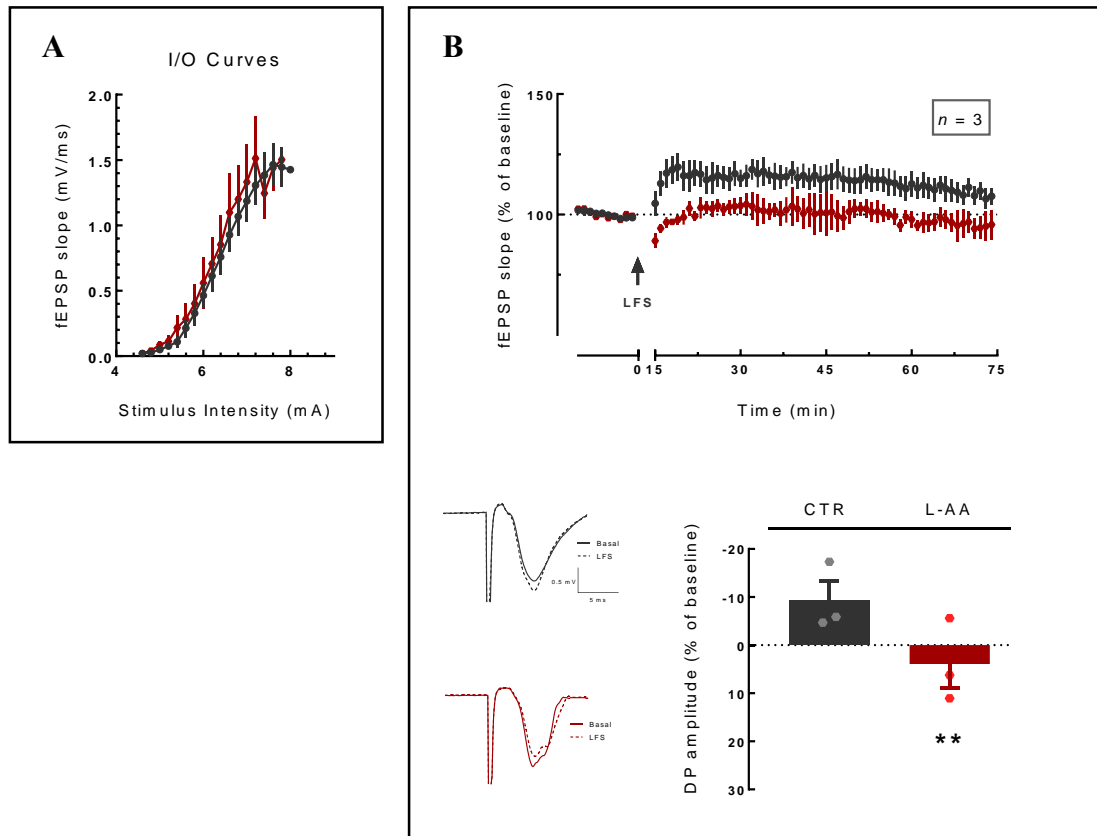 A
I/O Curves
fEPSP slope (mV/ms)
2.0
1.5
1.0
0.5
0.0
4
6
8
Stimulus Intensity (mA)
B
n = 3
fEPSP slope (% of baseline)
150
100
LFS
0
15
30
45
60
75
Time (min)
Basal
LFS
0.5 mV
5 ms
Basal
LFS
CTR
L-AA
DP amplitude (% of baseline)
-20
-10
0
10
20
30
**